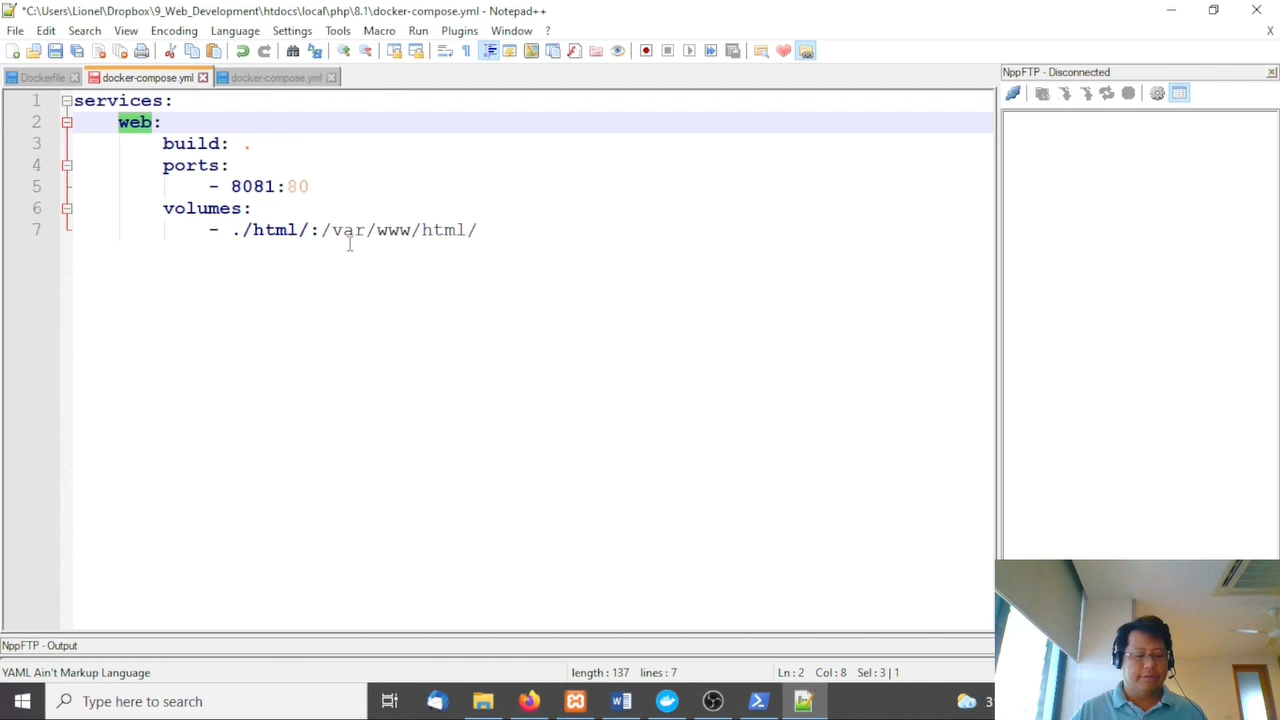 *C:\Users\Lionel\Dropbox\9_Web_Development\htdocs\local\php\8.1\docker-compose.yml - Notepad++
File Edit Search View Encoding Language Settings Tools Macro Run Plugins Window ? X
Dockerfile docker-compose.yml docker-compose.yml
NppFTP - Disconnected
1 services:
2 web:
3 build: .
4 ports:
5 - 8081:80
6 volumes:
7 - ./html/:/var/www/html/
NppFTP - Output
YAML Ain't Markup Language length : 137 lines : 7 Ln : 2 Col : 8 Sel : 3 | 1
Type here to search